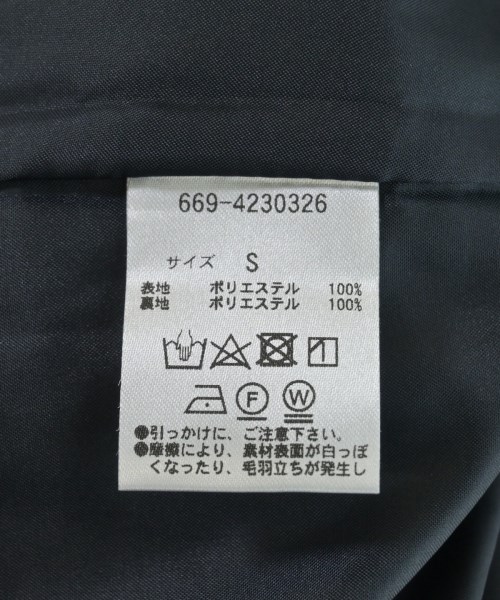 669-4230326
サイズ S
表地 ポリエステル 100%
裏地 ポリエステル 100%
F W
●引っかけに、ご注意下さい。
●摩擦により、素材表面が白っぽ
くなったり、毛羽立ちが発生し